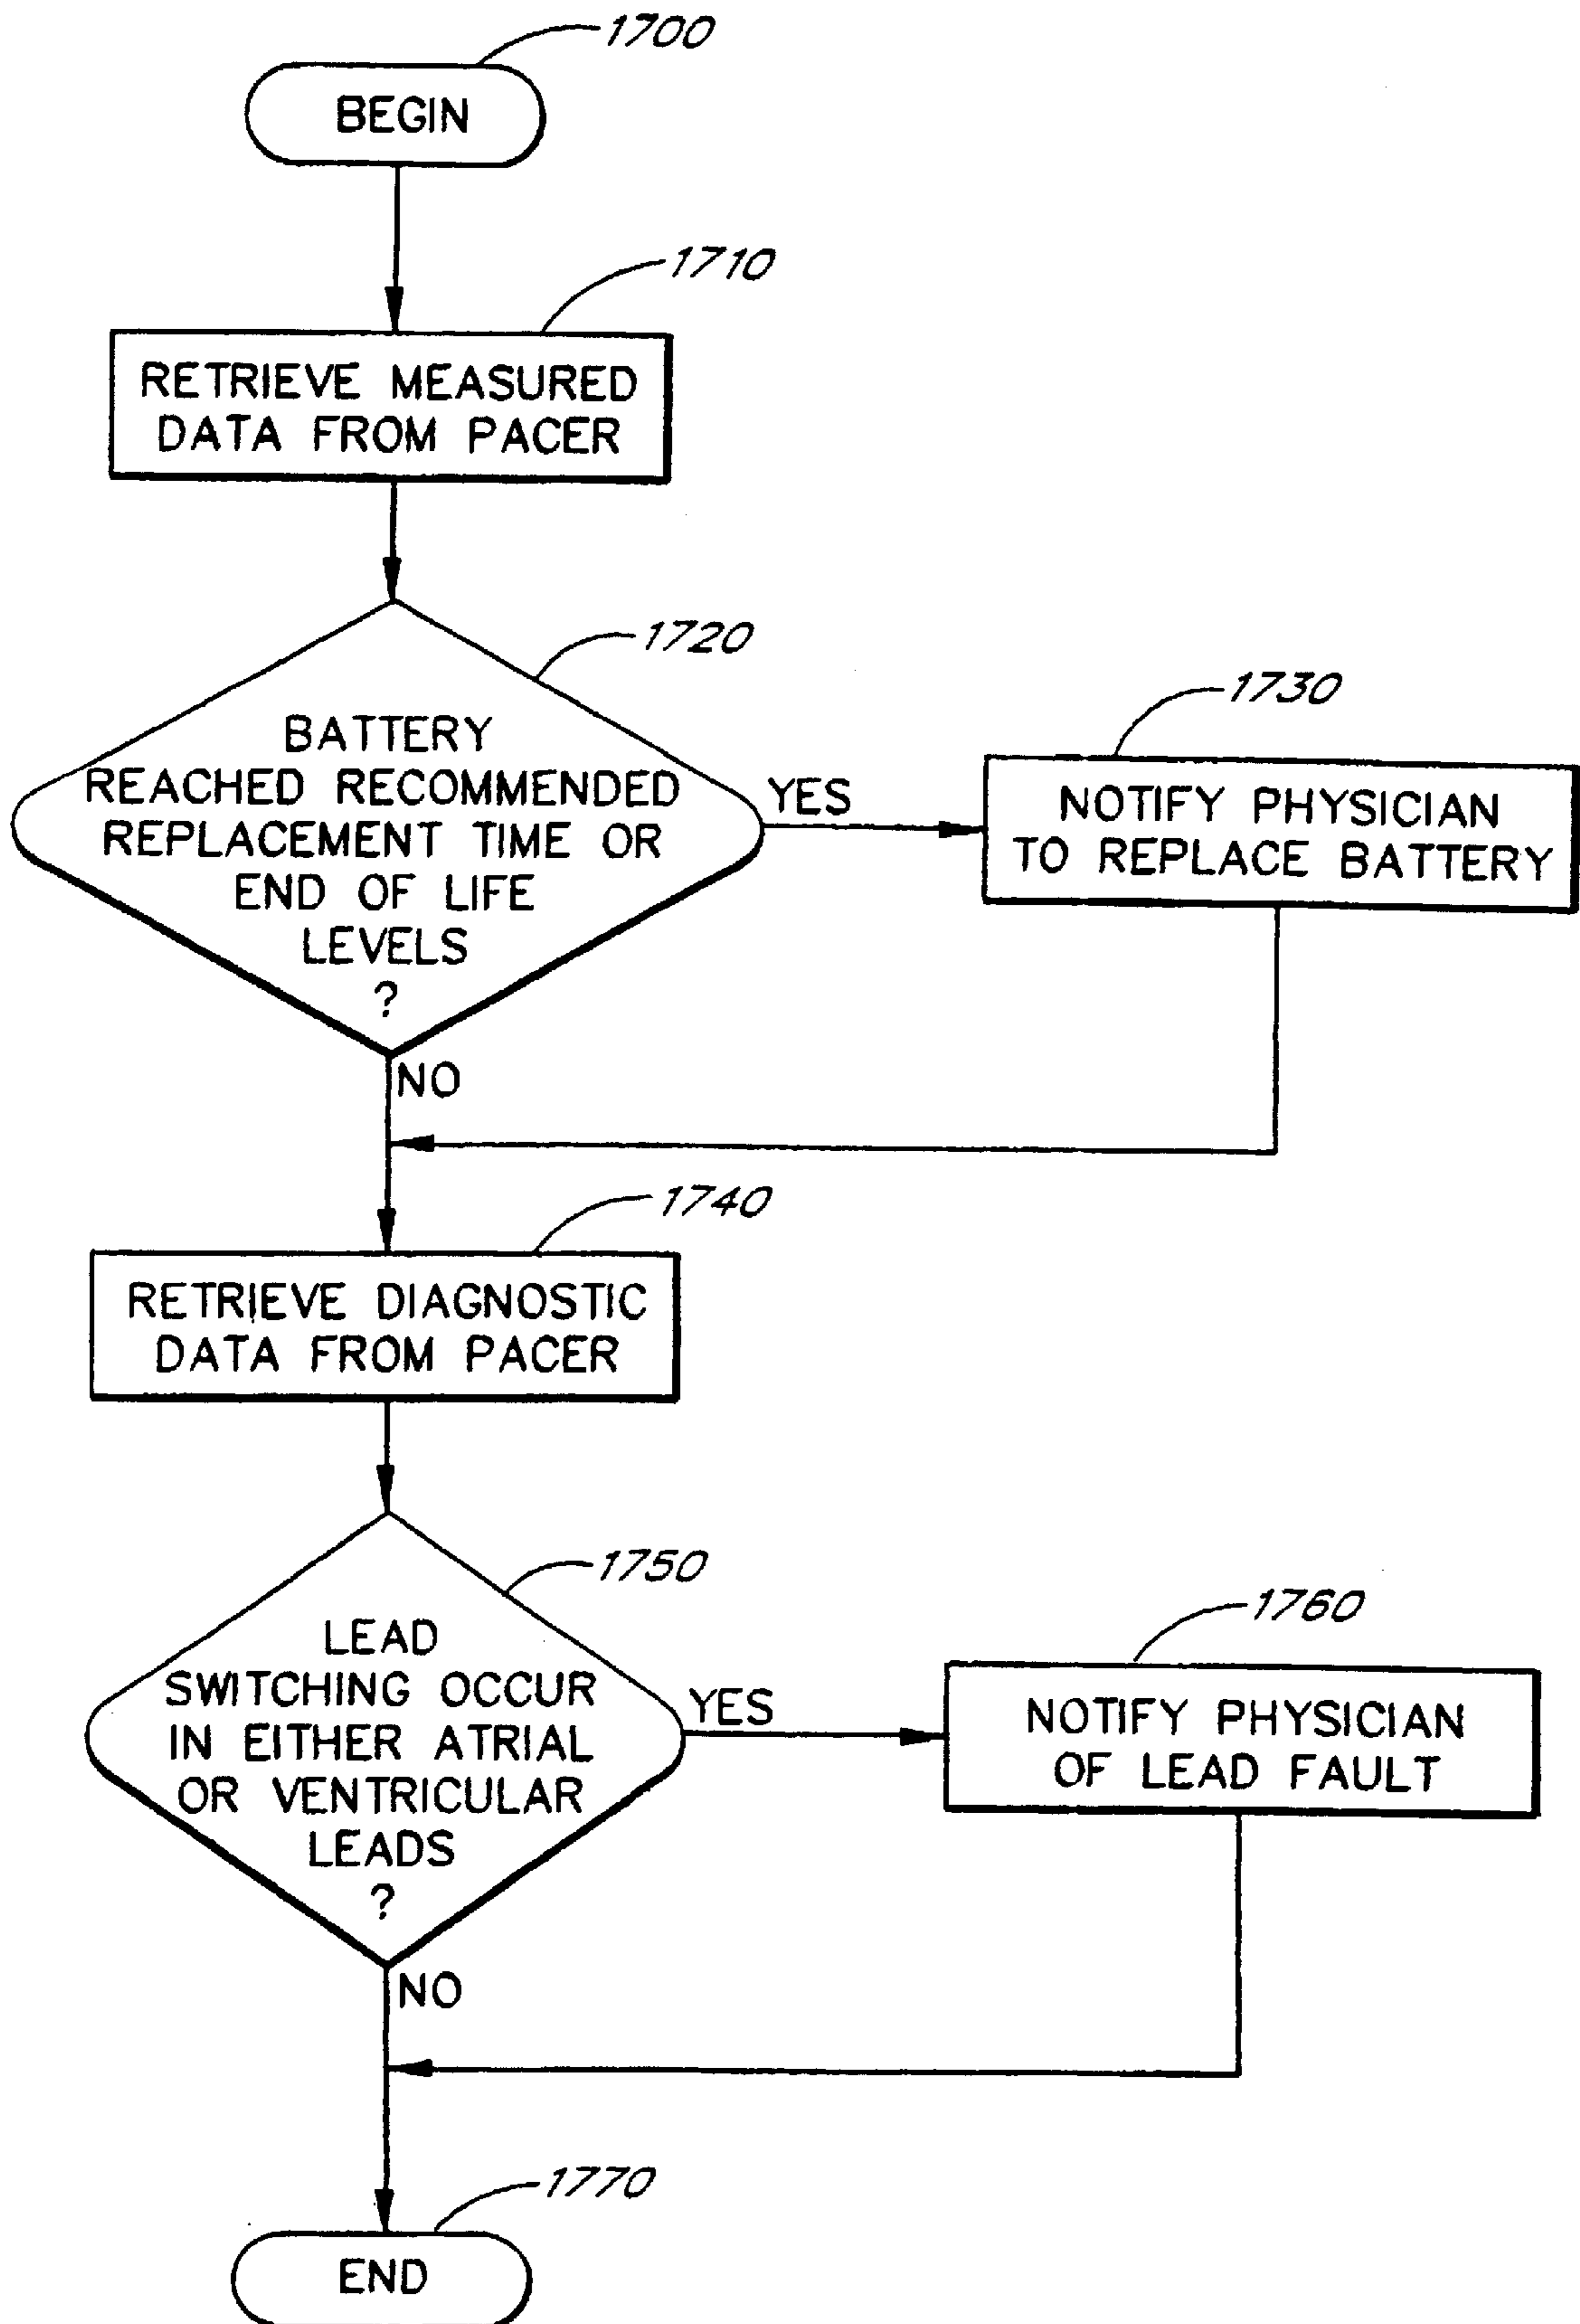 1700
BEGIN
1710
RETRIEVE MEASURED
DATA FROM PACER
1720
BATTERY
REACHED RECOMMENDED
REPLACEMENT TIME OR
END OF LIFE
LEVELS
?
YES
1730
NOTIFY PHYSICIAN
TO REPLACE BATTERY
NO
1740
RETRIEVE DIAGNOSTIC
DATA FROM PACER
1750
LEAD
SWITCHING OCCUR
IN EITHER ATRIAL
OR VENTRICULAR
LEADS
?
YES
1760
NOTIFY PHYSICIAN
OF LEAD FAULT
NO
1770
END